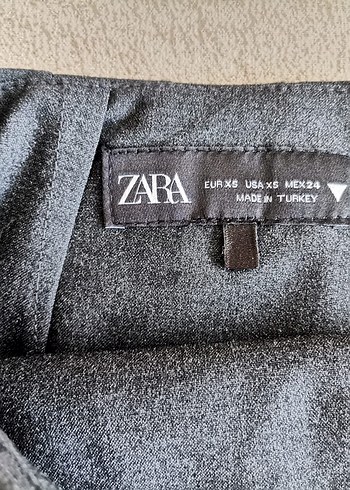 ZARA
EUR XS USA XS MEX 24
MADE IN TURKEY